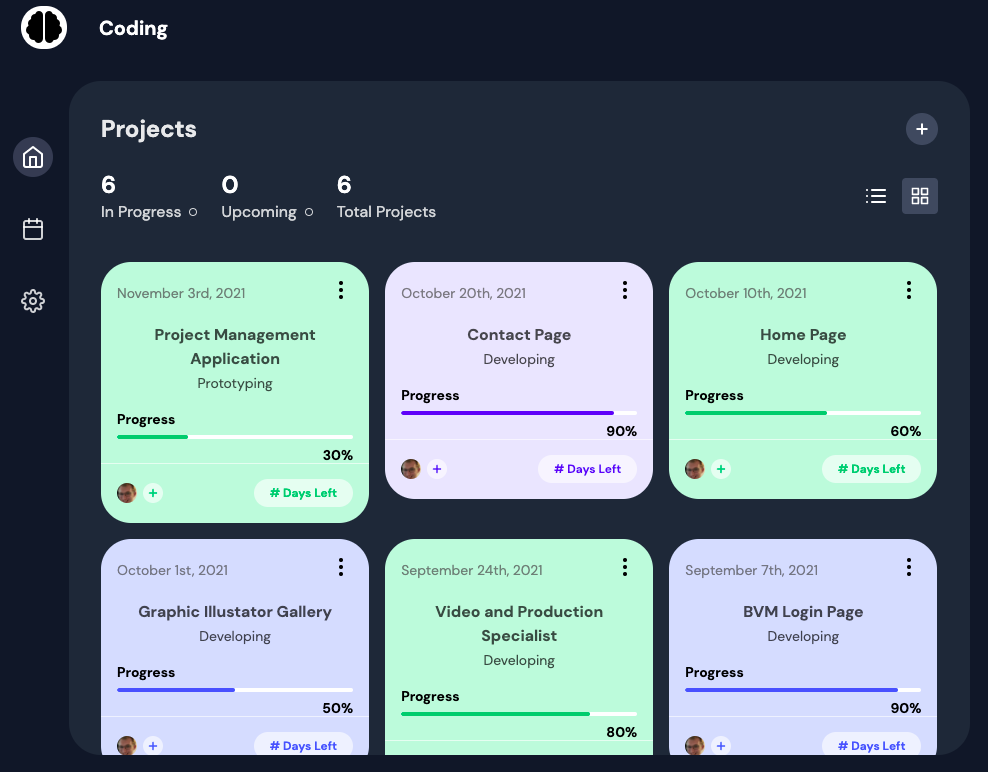 Coding
Projects
+
6
0
6
In Progress
Upcoming
Total Projects
November 3rd, 2021
Project Management
Application
Prototyping
Progress
30%
+
# Days Left
October 20th, 2021
Contact Page
Developing
Progress
90%
+
# Days Left
October 10th, 2021
Home Page
Developing
Progress
60%
+
# Days Left
October 1st, 2021
Graphic Illustator Gallery
Developing
Progress
50%
+
# Days Left
September 24th, 2021
Video and Production
Specialist
Developing
Progress
80%
September 7th, 2021
BVM Login Page
Developing
Progress
90%
+
# Days Left